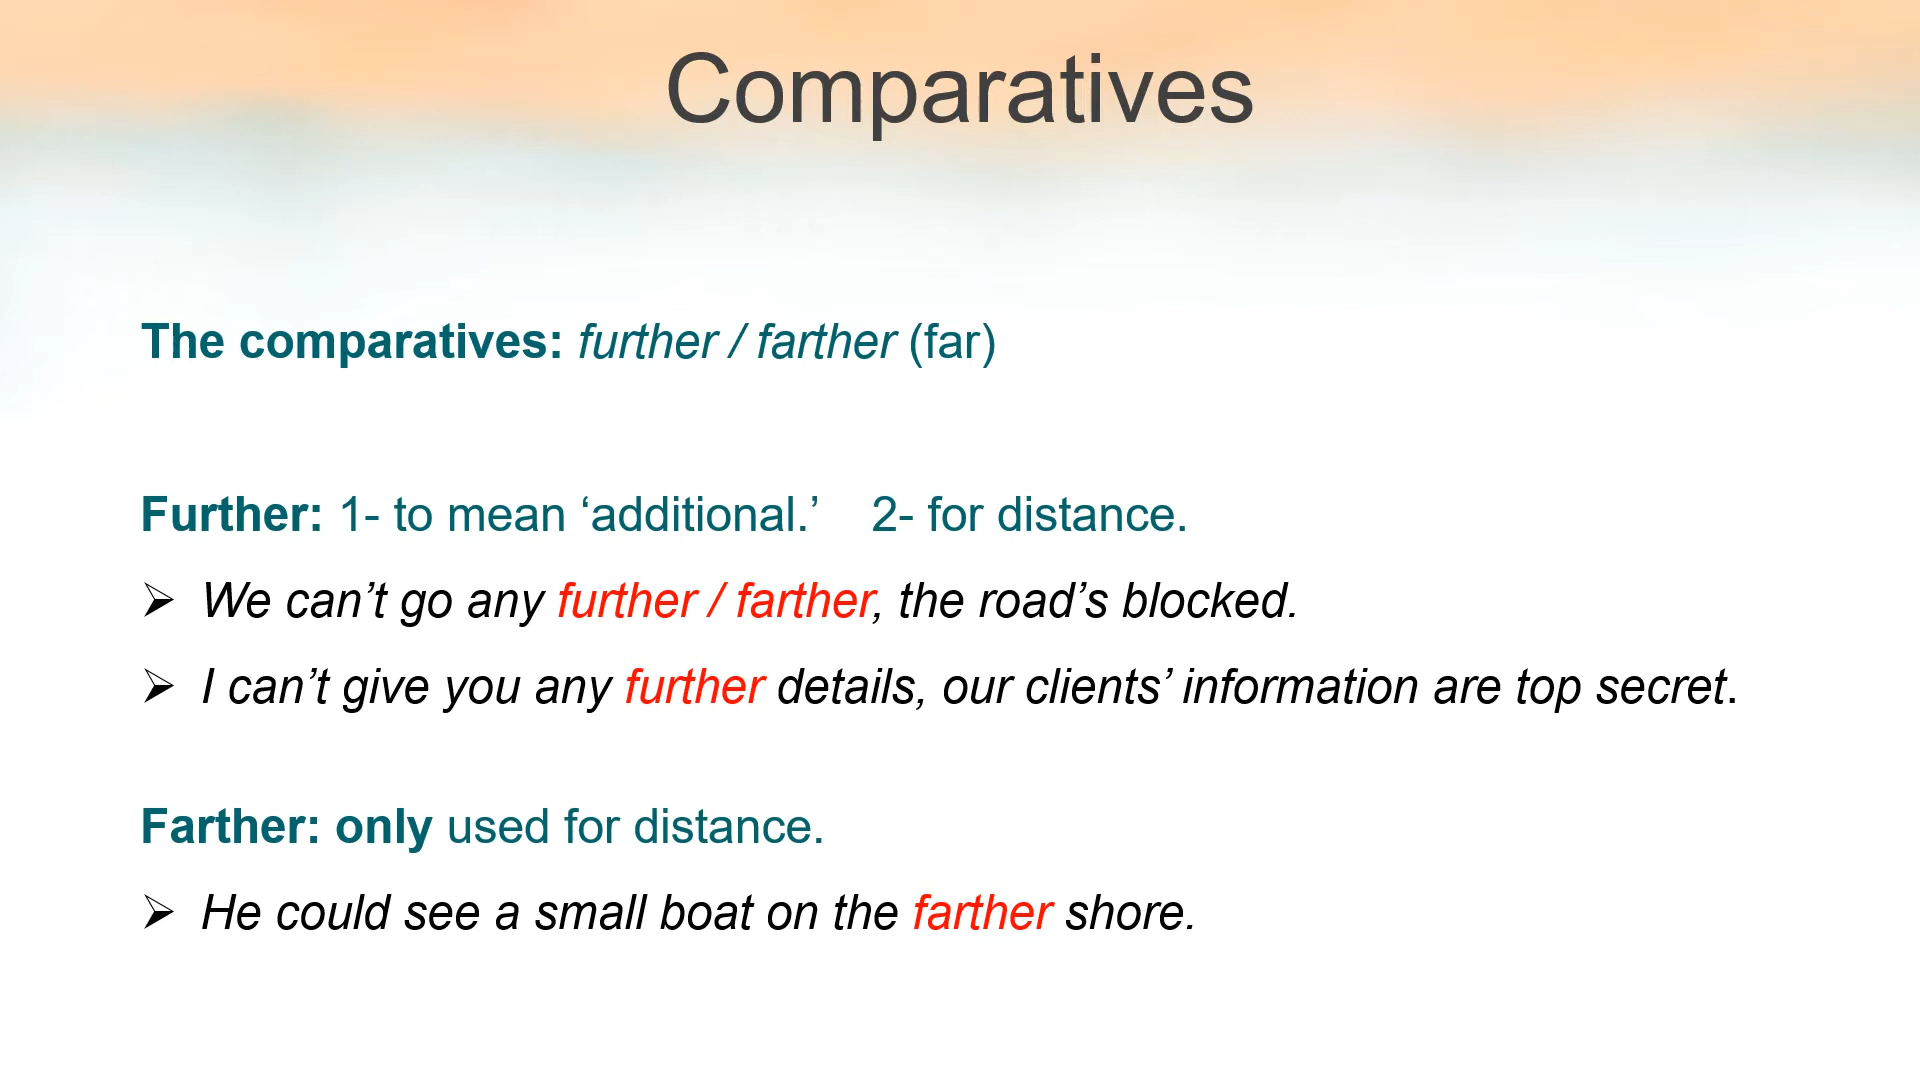 Comparatives
The comparatives: further / farther (far)
Further: 1- to mean ‘additional.’ 2- for distance.
➢ We can’t go any further / farther, the road’s blocked.
➢ I can’t give you any further details, our clients’ information are top secret.
Farther: only used for distance.
➢ He could see a small boat on the farther shore.